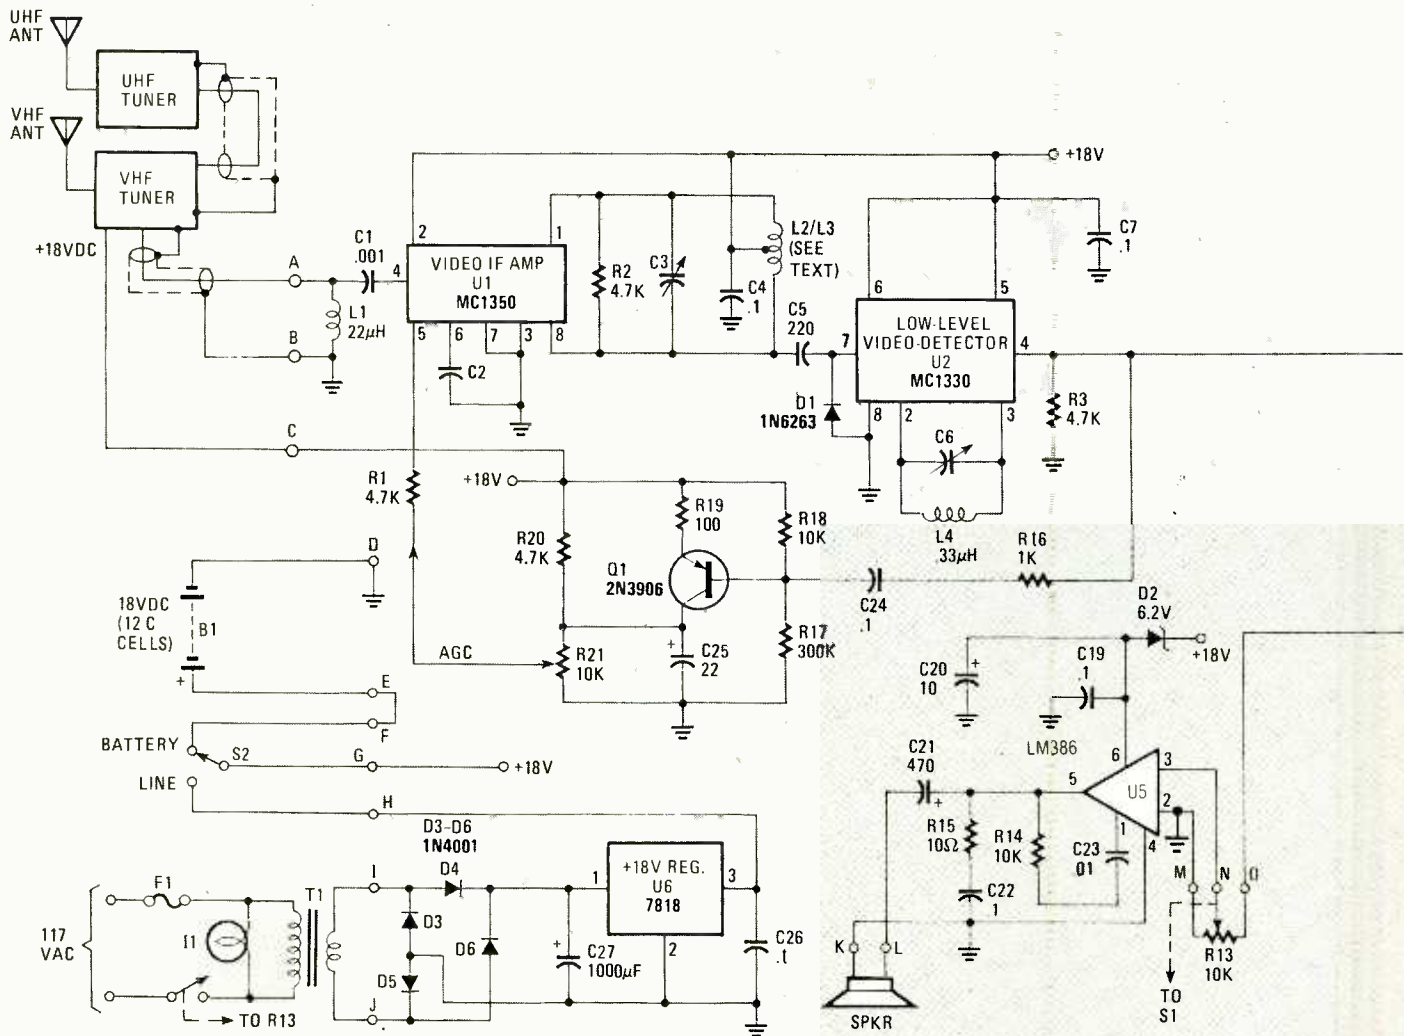 UHF
ANT
UHF
TUNER
VHF
ANT
VHF
TUNER
+18VDC
A
B
C1
.001
4
L1
22µH
2
1
VIDEO IF AMP
U1
MC1350
5
6
7
3
8
C2
R2
4.7K
C3
C4
.1
L2/L3
(SEE
TEXT)
+18V
C7
.1
C5
220
6
5
LOW-LEVEL
VIDEO-DETECTOR
U2
MC1330
7
4
8
2
3
D1
1N6263
C6
L4
.33µH
R3
4.7K
C
R1
4.7K
+18V
R19
100
R18
10K
R20
4.7K
Q1
2N3906
C24
.1
R16
1K
R17
300K
AGC
R21
10K
+
C25
22
D
18VDC
(12 C
CELLS)
B1
+
E
F
BATTERY
S2
G
+18V
LINE
H
D2
6.2V
+18V
C19
.1
C20
10
+
LM386
C21
470
+
6
3
5
U5
2
1
4
R15
10Ω
R14
10K
C23
01
C22
1
M
N
O
R13
10K
TO
S1
K
L
SPKR
117
VAC
F1
I1
T1
TO R13
I
J
D3-D6
1N4001
D4
D3
D6
D5
+
C27
1000µF
1
+18V REG.
U6
7818
3
2
C26
.1